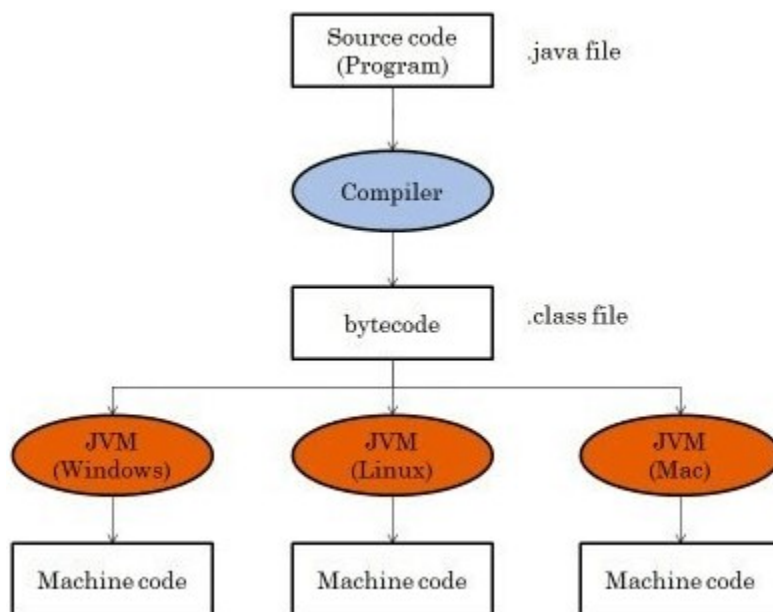 Source code
(Program)
.java file
Compiler
bytecode
.class file
JVM
(Windows)
JVM
(Linux)
JVM
(Mac)
Machine code
Machine code
Machine code